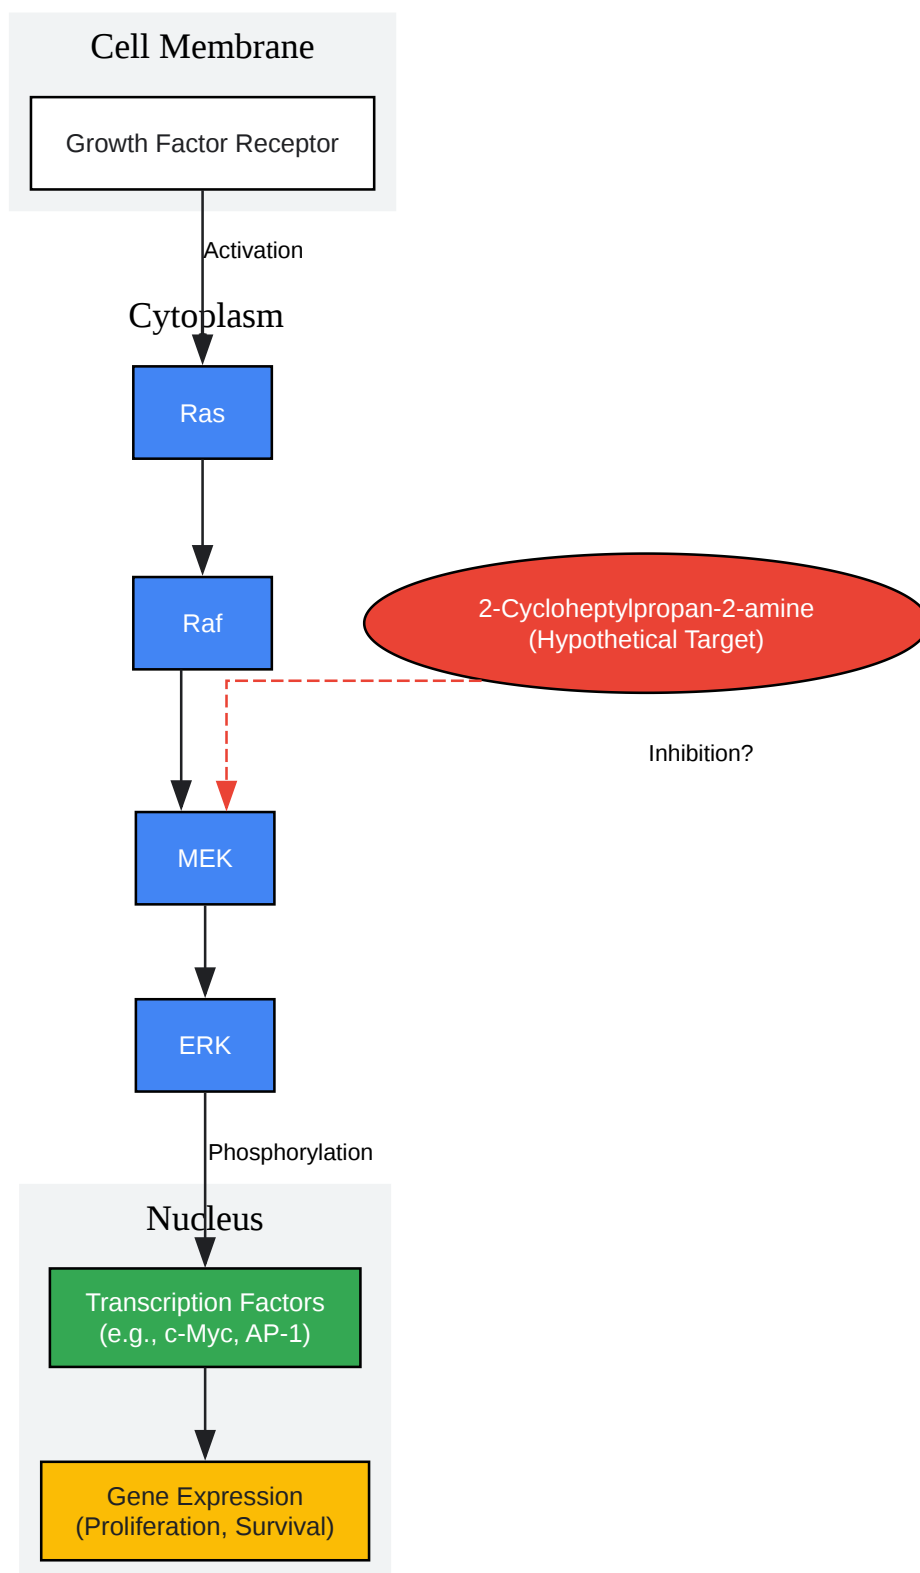 Cell Membrane
Growth Factor Receptor
Activation
Cytoplasm
Ras
Raf
2-Cycloheptylpropan-2-amine
(Hypothetical Target)
Inhibition?
MEK
ERK
Phosphorylation
Nucleus
Transcription Factors
(e.g., c-Myc, AP-1)
Gene Expression
(Proliferation, Survival)